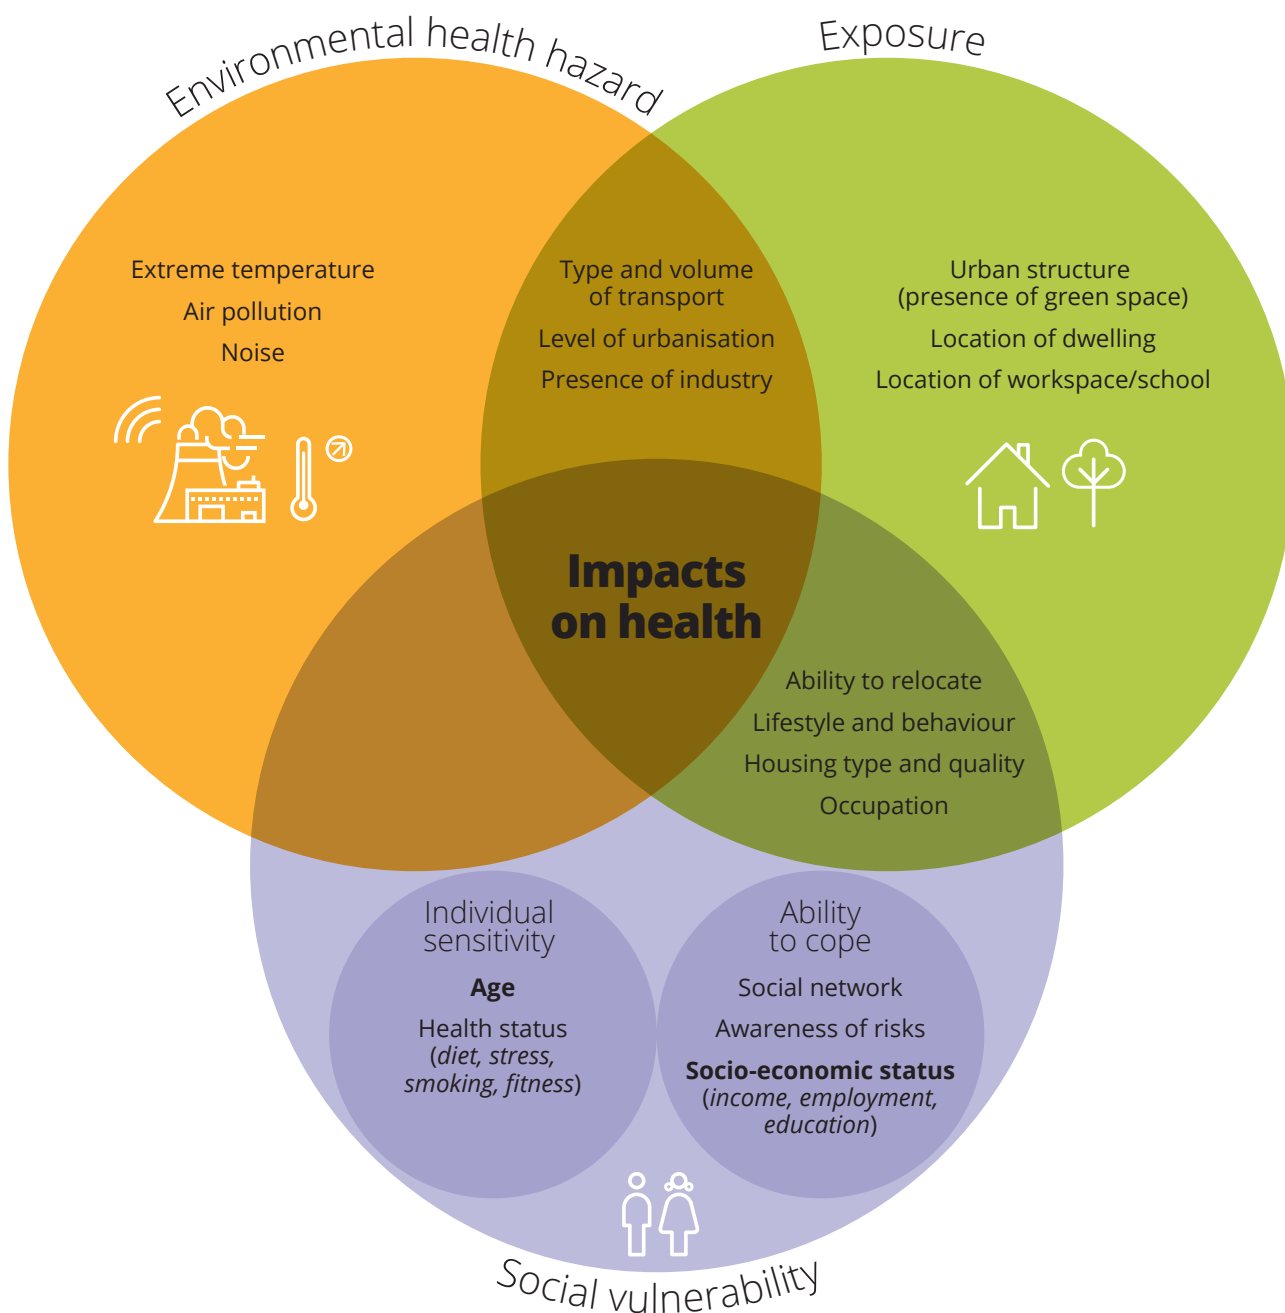 Environmental health hazard
Exposure
Extreme temperature
Air pollution
Noise
Type and volume
of transport
Level of urbanisation
Presence of industry
Urban structure
(presence of green space)
Location of dwelling
Location of workspace/school
Impacts
on health
Ability to relocate
Lifestyle and behaviour
Housing type and quality
Occupation
Individual
sensitivity
Age
Health status
(diet, stress,
smoking, fitness)
Ability
to cope
Social network
Awareness of risks
Socio-economic status
(income, employment,
education)
Social vulnerability